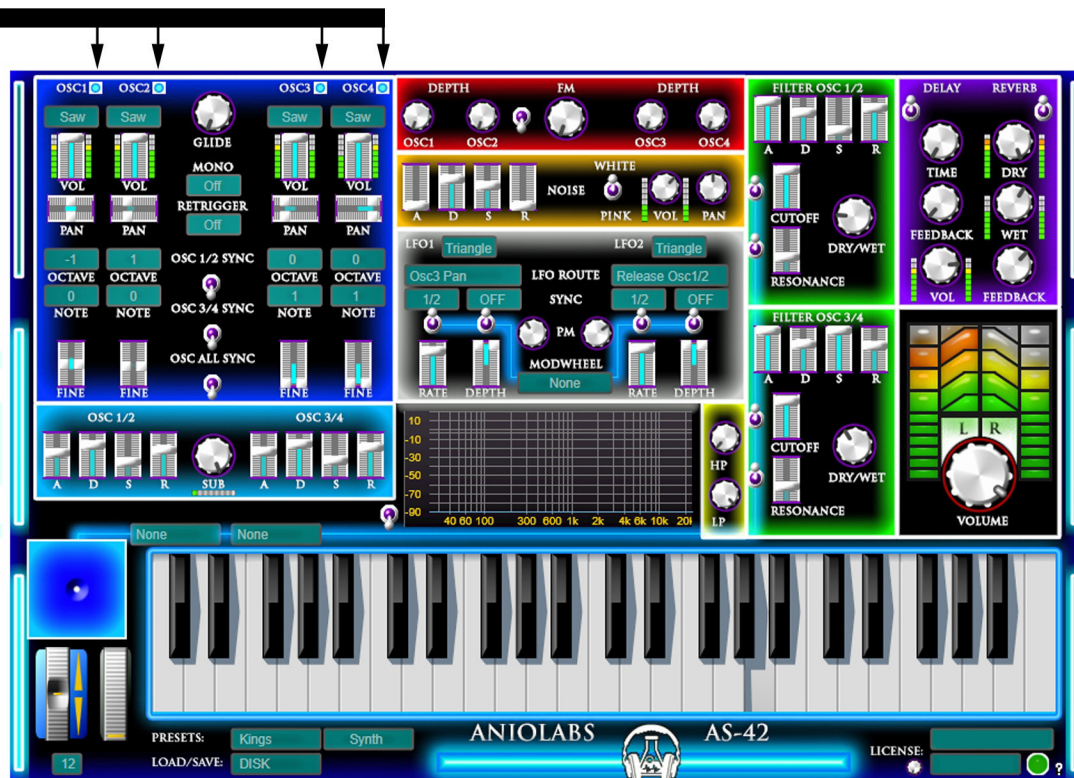 OSC1 OSC2 OSC3 OSC4
Saw Saw Saw Saw
GLIDE
VOL VOL VOL VOL
MONO
Off
PAN PAN PAN PAN
RETRIGGER
Off
-1 1 0 0
OCTAVE OCTAVE OCTAVE OCTAVE
OSC 1/2 SYNC
0 0 1 1
NOTE NOTE NOTE NOTE
OSC 3/4 SYNC
OSC ALL SYNC
FINE FINE FINE FINE
OSC 1/2 OSC 3/4
A D S R SUB A D S R
DEPTH FM DEPTH
OSC1 OSC2 OSC3 OSC4
WHITE
NOISE
A D S R PINK VOL PAN
LFO1 Triangle LFO2 Triangle
Osc3 Pan LFO ROUTE Release Osc1/2
1/2 OFF SYNC 1/2 OFF
PM
MODWHEEL
None
RATE DEPTH RATE DEPTH
10
-10
-30
-50
-70
-90
40 60 100 300 600 1k 2k 4k 6k 10k 20k
HP
LP
FILTER OSC 1/2
A D S R
CUTOFF
DRY/WET
RESONANCE
FILTER OSC 3/4
A D S R
CUTOFF
DRY/WET
RESONANCE
DELAY REVERB
TIME DRY
FEEDBACK WET
VOL FEEDBACK
L R
VOLUME
None None
PRESETS: Kings Synth
ANIOLABS AS-42
LOAD/SAVE: DISK
LICENSE:
12
?